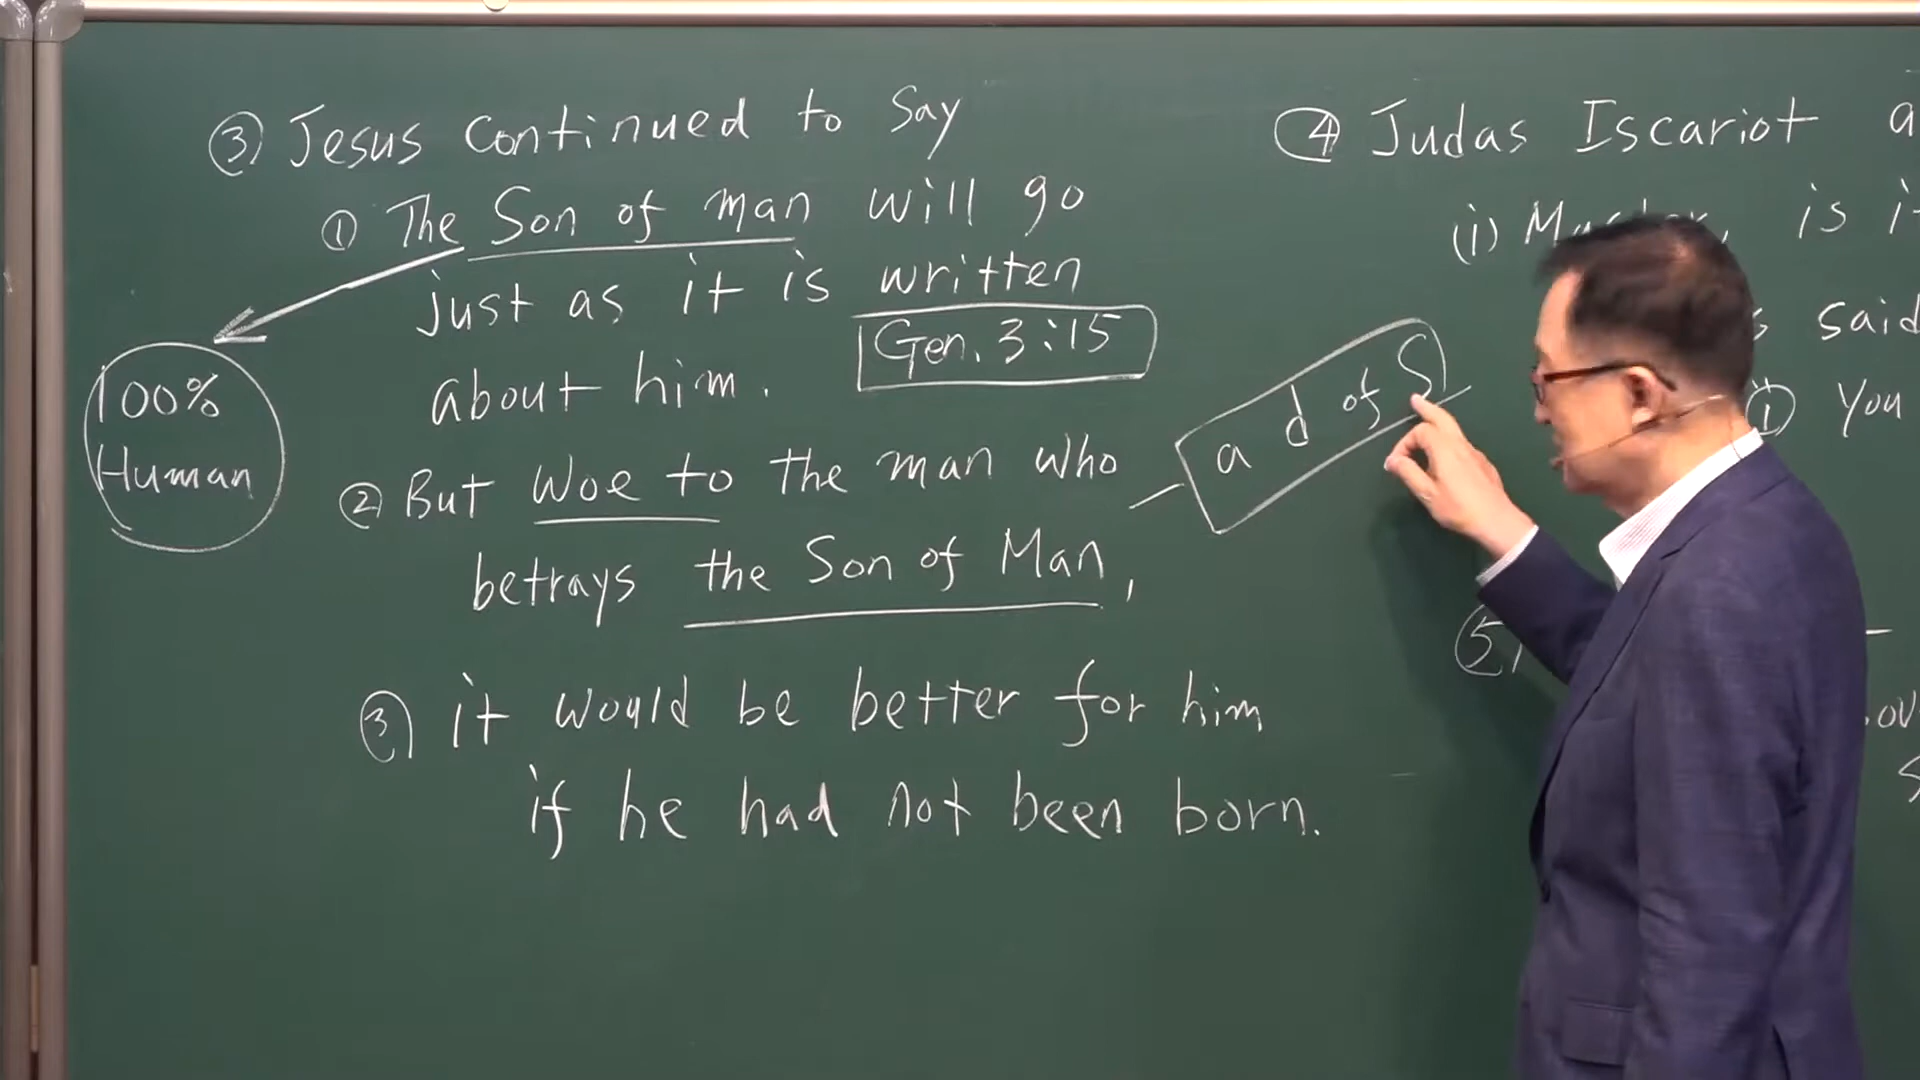 ③ Jesus continued to Say
① The Son of man will go
just as it is written
Gen. 3:15
about him.
100%
Human
② But Woe to the man who
betrays the Son of Man,
a d of S
③ it would be better for him
if he had not been born.
④ Judas Iscariot a
(i) is it
said
① You
⑤